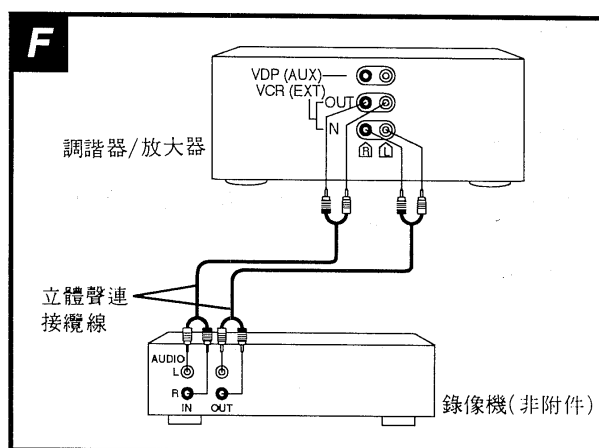 F
VDP (AUX)
VCR (EXT)
OUT
N
R L
調諧器/放大器
立體聲連
接纜線
AUDIO
L
R
IN OUT
錄像機(非附件)